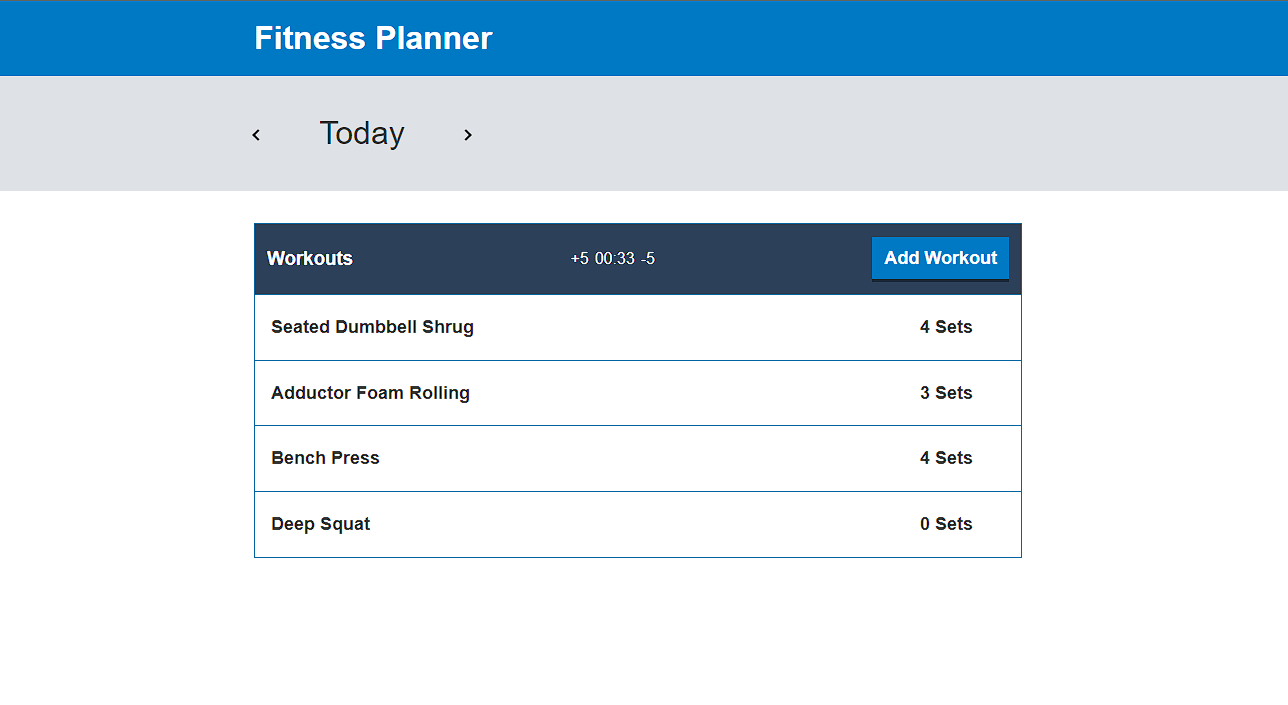 Fitness Planner
< Today >
Workouts +5 00:33 -5 Add Workout
Seated Dumbbell Shrug 4 Sets
Adductor Foam Rolling 3 Sets
Bench Press 4 Sets
Deep Squat 0 Sets